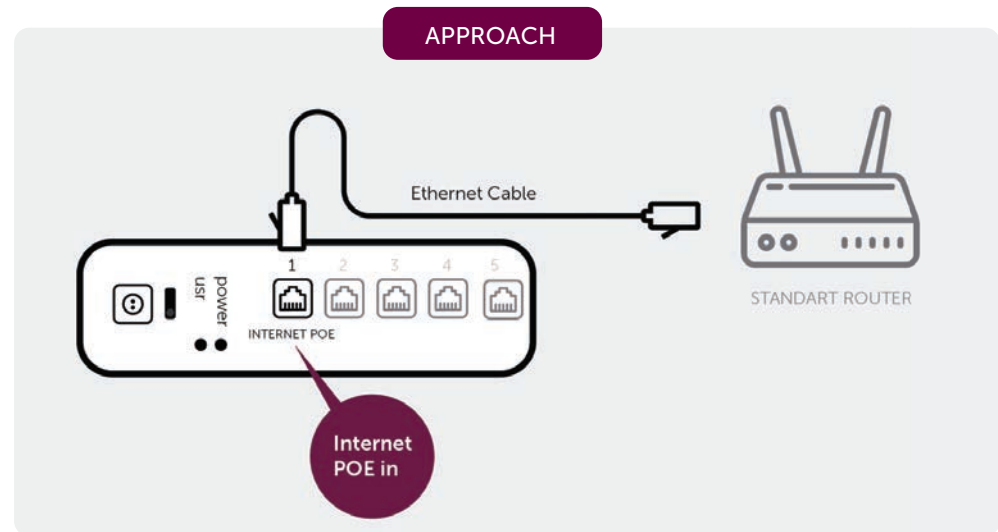 APPROACH
Ethernet Cable
1 2 3 4 5
usr
power
INTERNET POE
STANDART ROUTER
Internet
POE in